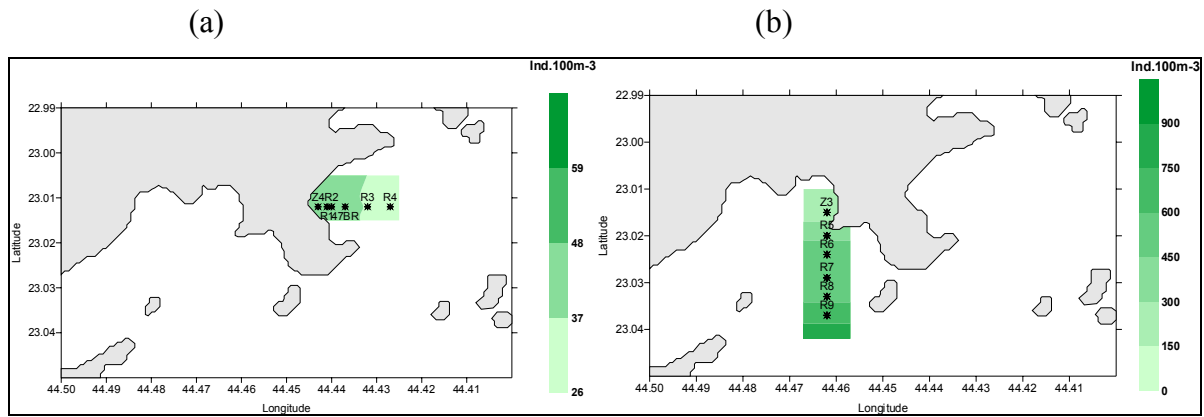 (a)
(b)
Ind.100m-3
22.99
23.00
23.01
23.02
23.03
23.04
Latitude
Z4 R2 R3 R4
R1 47B R
44.50 44.49 44.48 44.47 44.46 44.45 44.44 44.43 44.42 44.41
Longitude
59
48
37
26
Ind.100m-3
22.99
23.00
23.01
23.02
23.03
23.04
Latitude
Z3
R5
R6
R7
R8
R9
44.50 44.49 44.48 44.47 44.46 44.45 44.44 44.43 44.42 44.41
Longitude
900
750
600
450
300
150
0